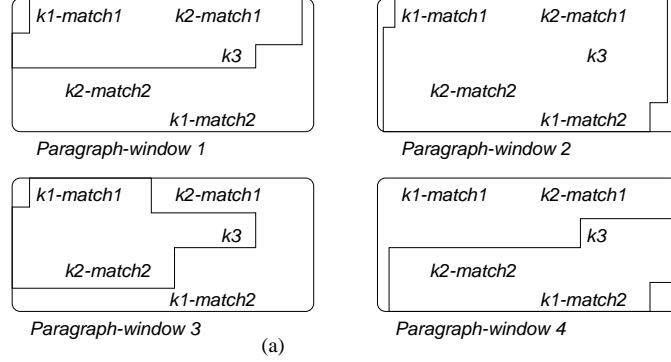 k1-match1 k2-match1
k3
k2-match2
k1-match2
Paragraph-window 1
k1-match1 k2-match1
k3
k2-match2
k1-match2
Paragraph-window 2
k1-match1 k2-match1
k3
k2-match2
k1-match2
Paragraph-window 3
k1-match1 k2-match1
k3
k2-match2
k1-match2
Paragraph-window 4
(a)